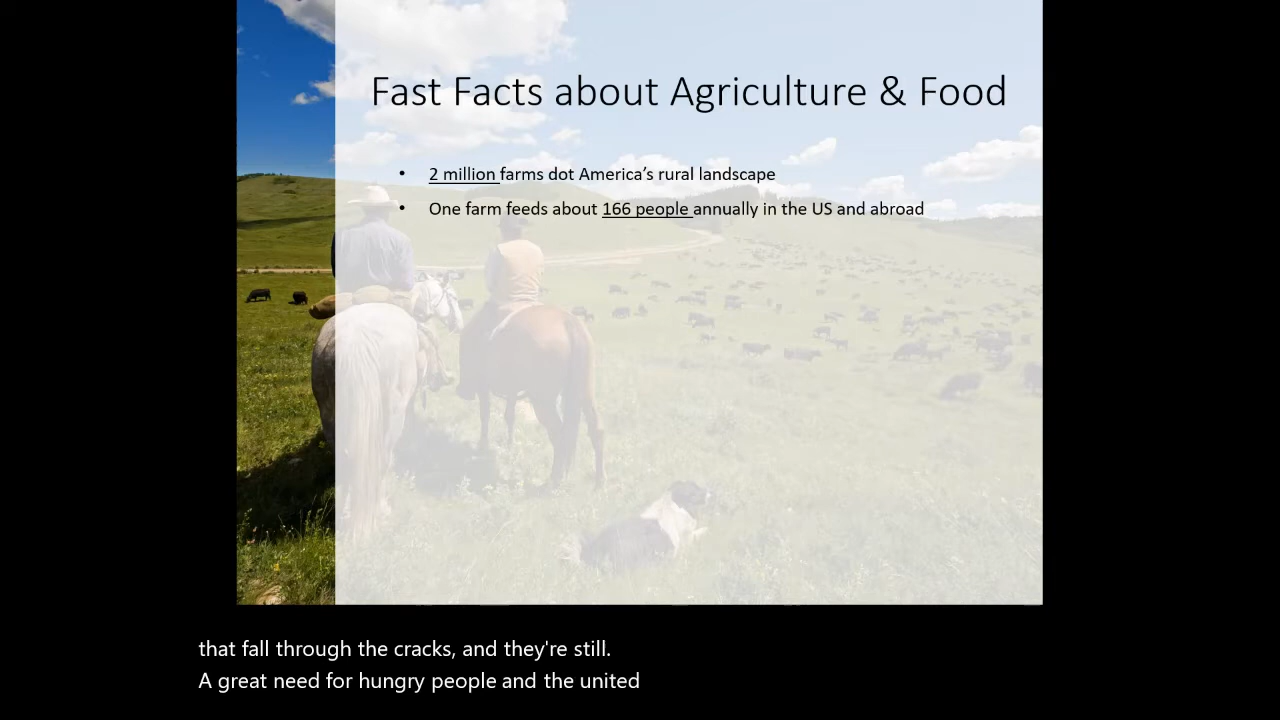 Fast Facts about Agriculture & Food
• 2 million farms dot America’s rural landscape
• One farm feeds about 166 people annually in the US and abroad
that fall through the cracks, and they're still.
A great need for hungry people and the united